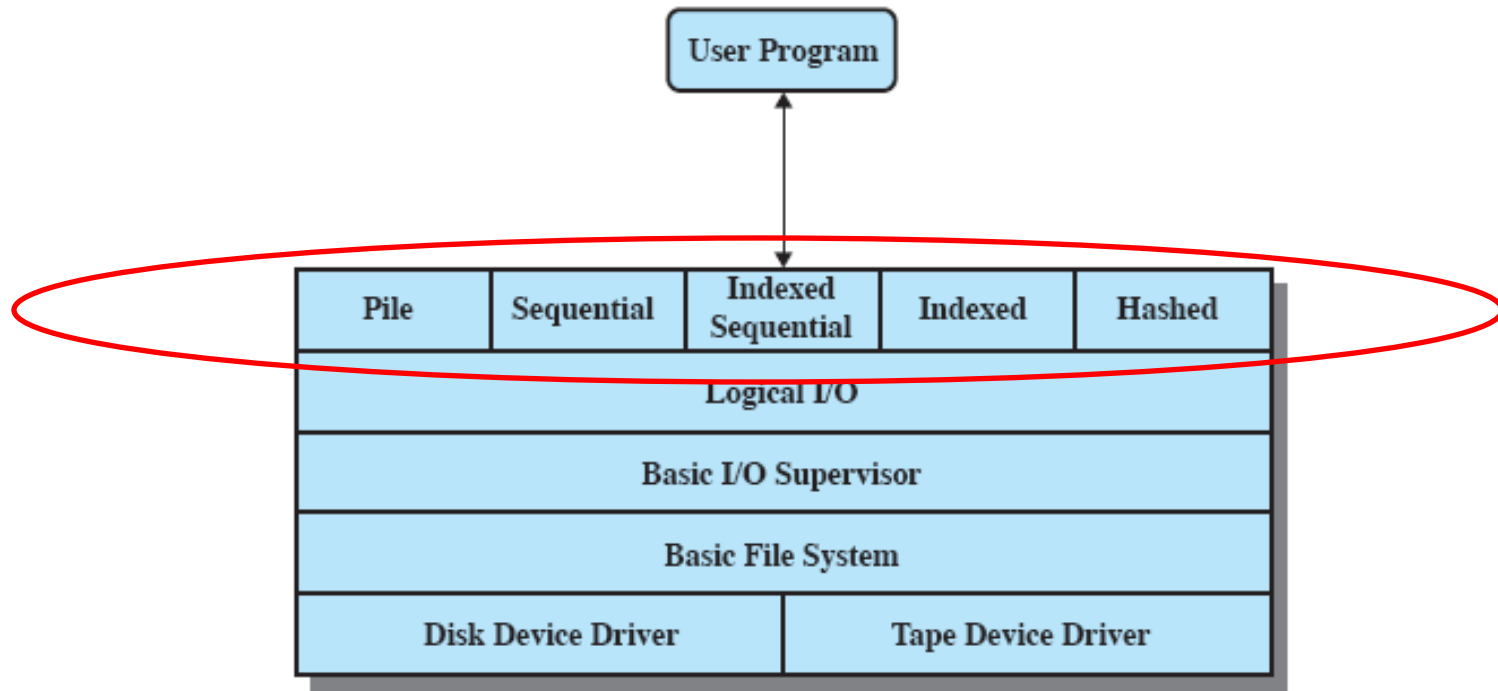 User Program
Pile
Sequential
Indexed
Sequential
Indexed
Hashed
Logical I/O
Basic I/O Supervisor
Basic File System
Disk Device Driver
Tape Device Driver